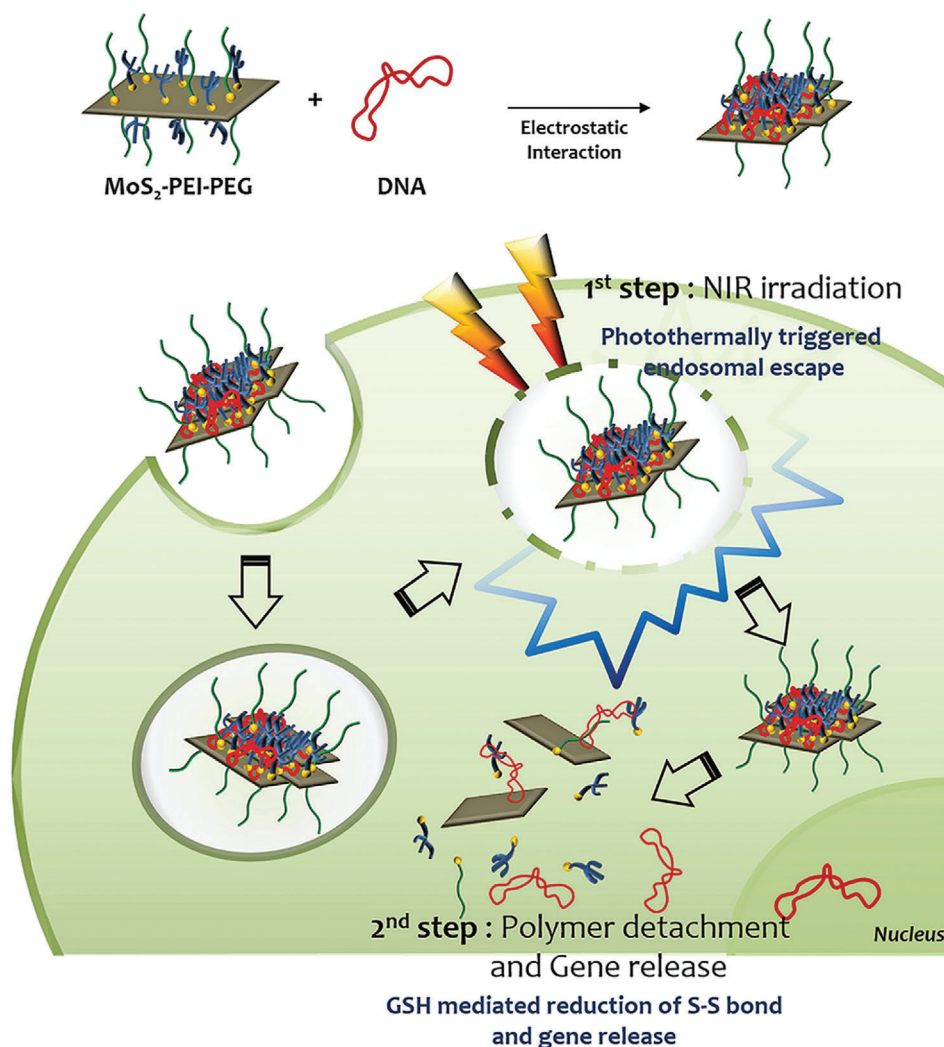 +
Electrostatic
Interaction
MoS₂-PEI-PEG
DNA
1st step : NIR irradiation
Photothermally triggered
endosomal escape
2nd step : Polymer detachment
and Gene release
Nucleus
GSH mediated reduction of S-S bond
and gene release